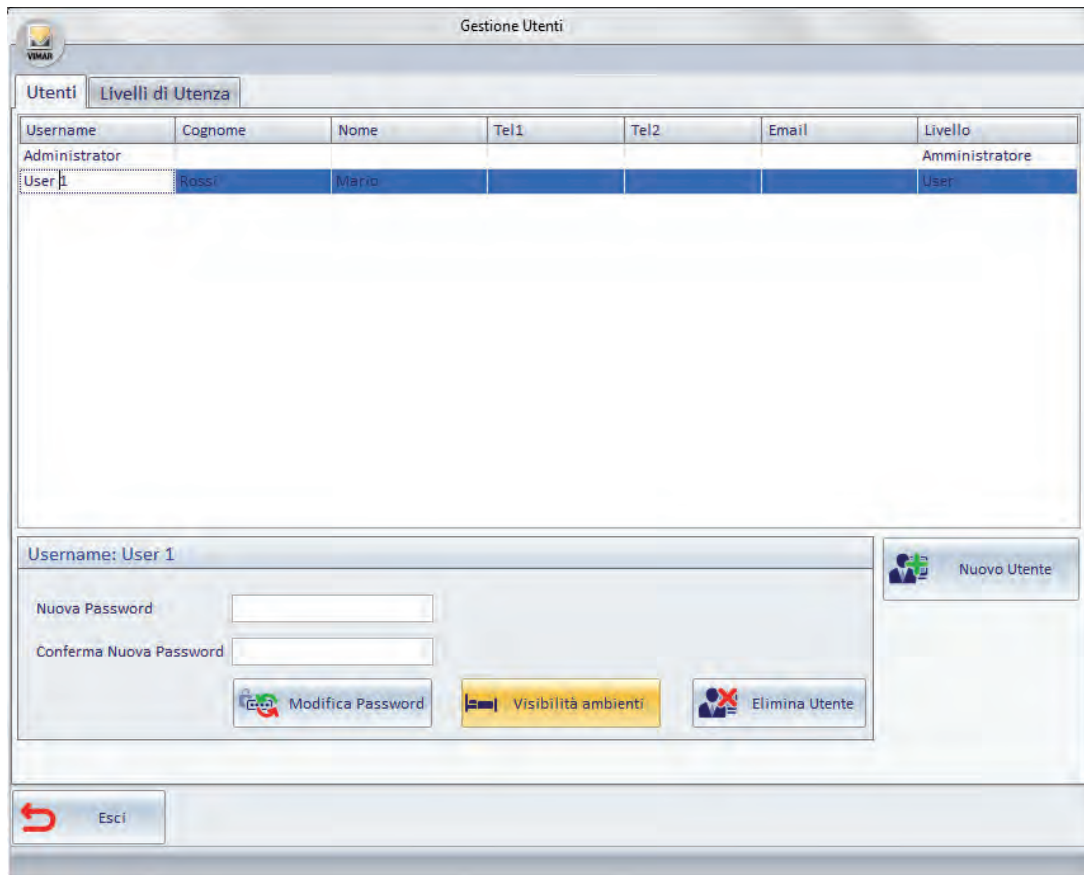 Gestione Utenti
VIMAR
Utenti Livelli di Utenza
Username Cognome Nome Tel1 Tel2 Email Livello
Administrator Amministratore
User 1 Rossi Mario User
Username: User 1
Nuovo Utente
Nuova Password
Conferma Nuova Password
Modifica Password Visibilità ambienti Elimina Utente
Esci